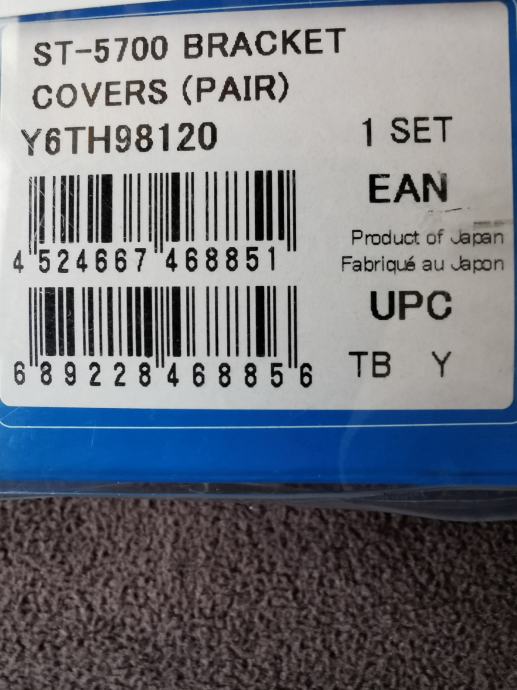 ST-5700 BRACKET
COVERS (PAIR)
Y6TH98120
1 SET
EAN
4 524667 468851
Product of Japan
Fabriqué au Japon
UPC
6 89228 46885 6
TB Y